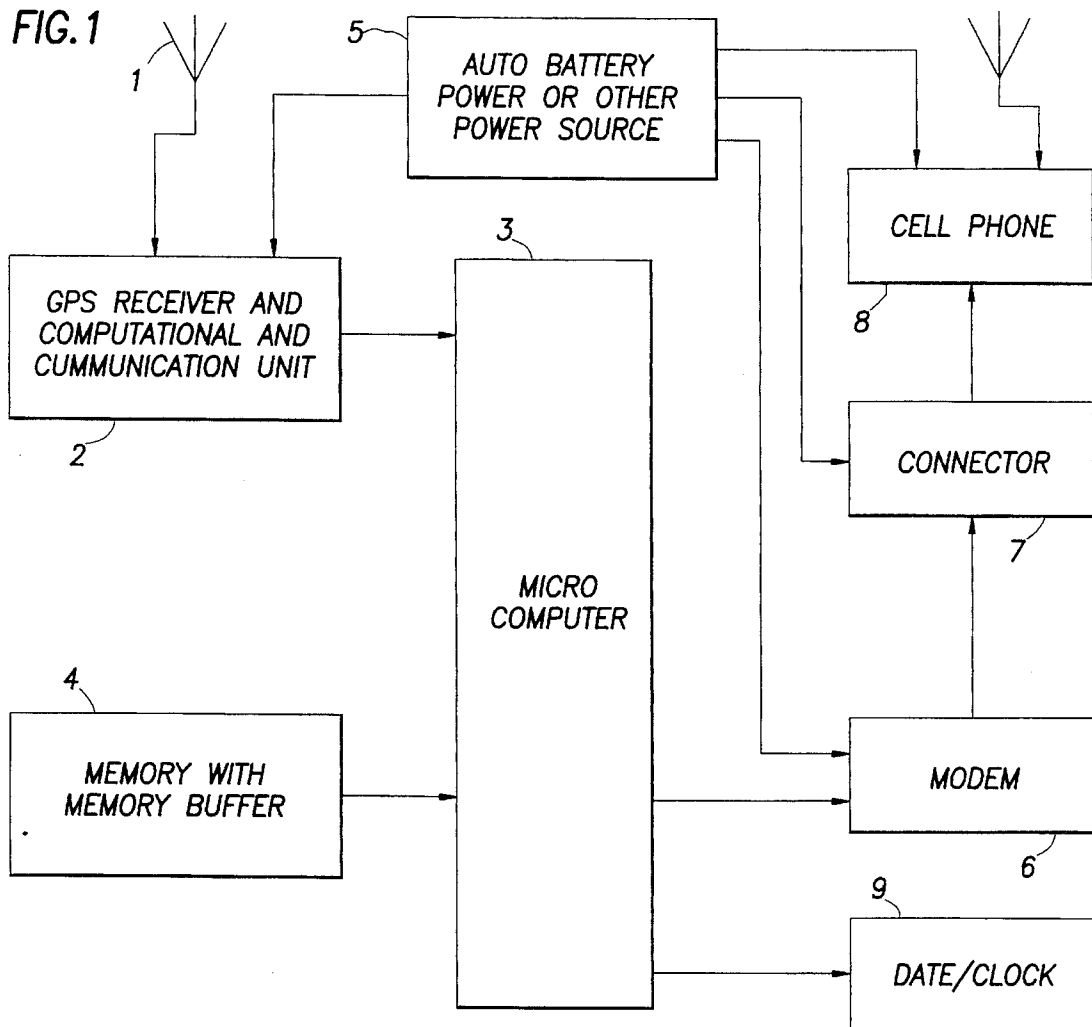 FIG.1
1
5
AUTO BATTERY
POWER OR OTHER
POWER SOURCE
GPS RECEIVER AND
COMPUTATIONAL AND
CUMMUNICATION UNIT
2
3
MICRO
COMPUTER
CELL PHONE
8
CONNECTOR
7
4
MEMORY WITH
MEMORY BUFFER
MODEM
6
9
DATE/CLOCK